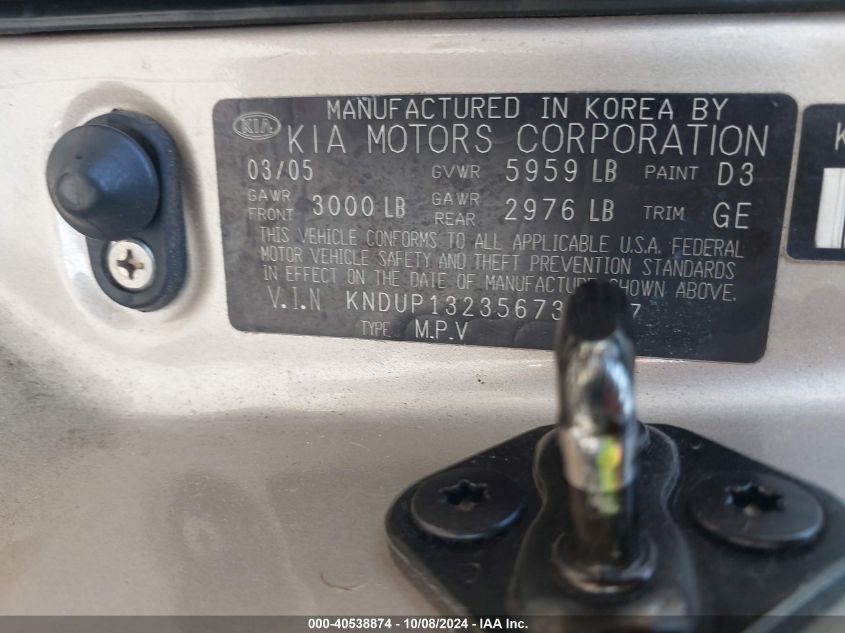 MANUFACTURED IN KOREA BY
KIA KIA MOTORS CORPORATION
03/05 GVWR 5959 LB PAINT D3
GAWR FRONT 3000 LB GAWR REAR 2976 LB TRIM GE
THIS VEHICLE CONFORMS TO ALL APPLICABLE U.S.A. FEDERAL
MOTOR VEHICLE SAFETY AND THEFT PREVENTION STANDARDS
IN EFFECT ON THE DATE OF MANUFACTURE SHOWN ABOVE.
V.I.N
TYPE M.P.V
K
000-40538874 - 10/08/2024 - IAA Inc.